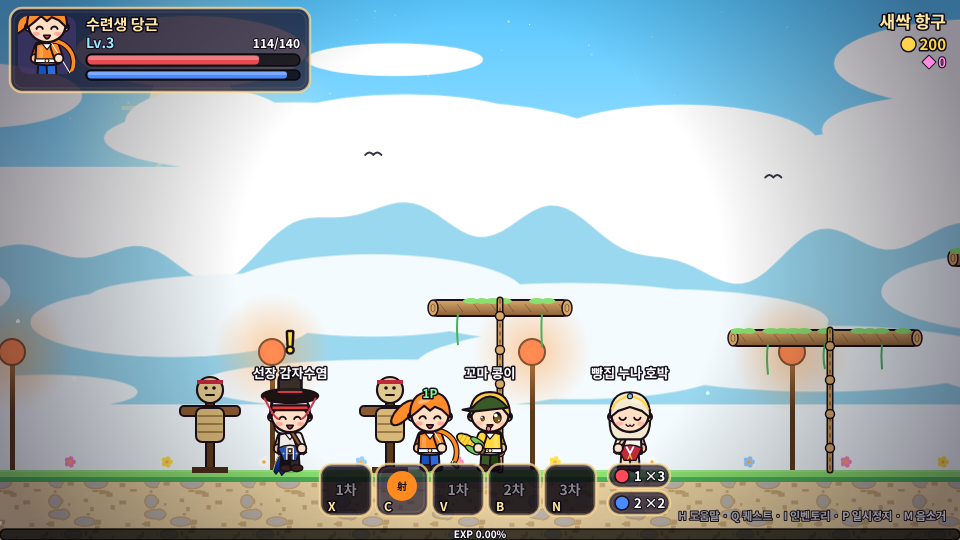 수련생 당근
Lv.3
114/140
새싹 항구
200
0
!
선장 감자수염
꼬마 콩이
빵집 누나 호박
1P
1차
X
射
C
1차
V
2차
B
3차
N
1 ×3
2 ×2
H 도움말 · Q 퀘스트 · I 인벤토리 · P 일시정지 · M 음소거
EXP 0.00%